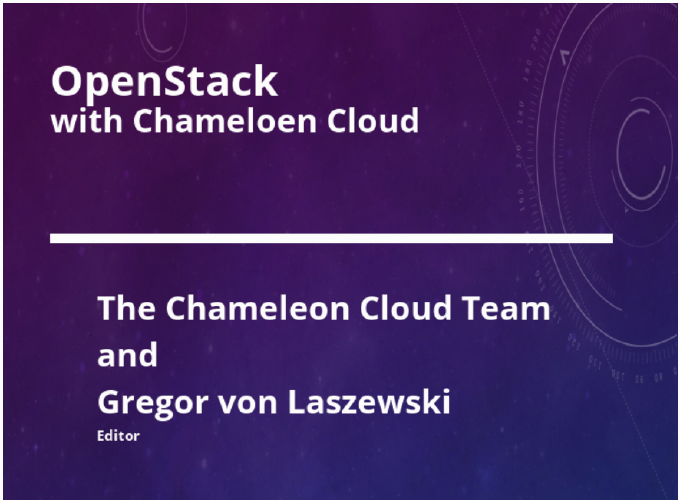 OpenStack
with Chameloen Cloud
The Chameleon Cloud Team
and
Gregor von Laszewski
Editor